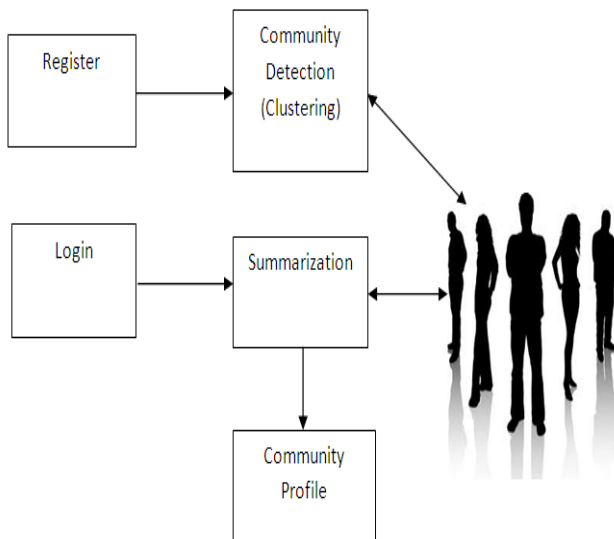 Register
Community
Detection
(Clustering)
Login
Summarization
Community
Profile